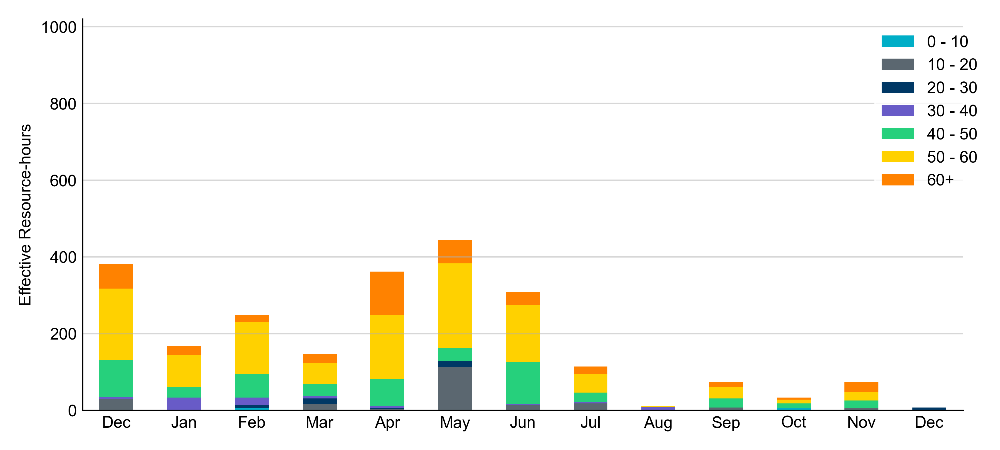 1000
800
600
400
200
0
Effective Resource-hours
0 - 10
10 - 20
20 - 30
30 - 40
40 - 50
50 - 60
60+
Dec Jan Feb Mar Apr May Jun Jul Aug Sep Oct Nov Dec